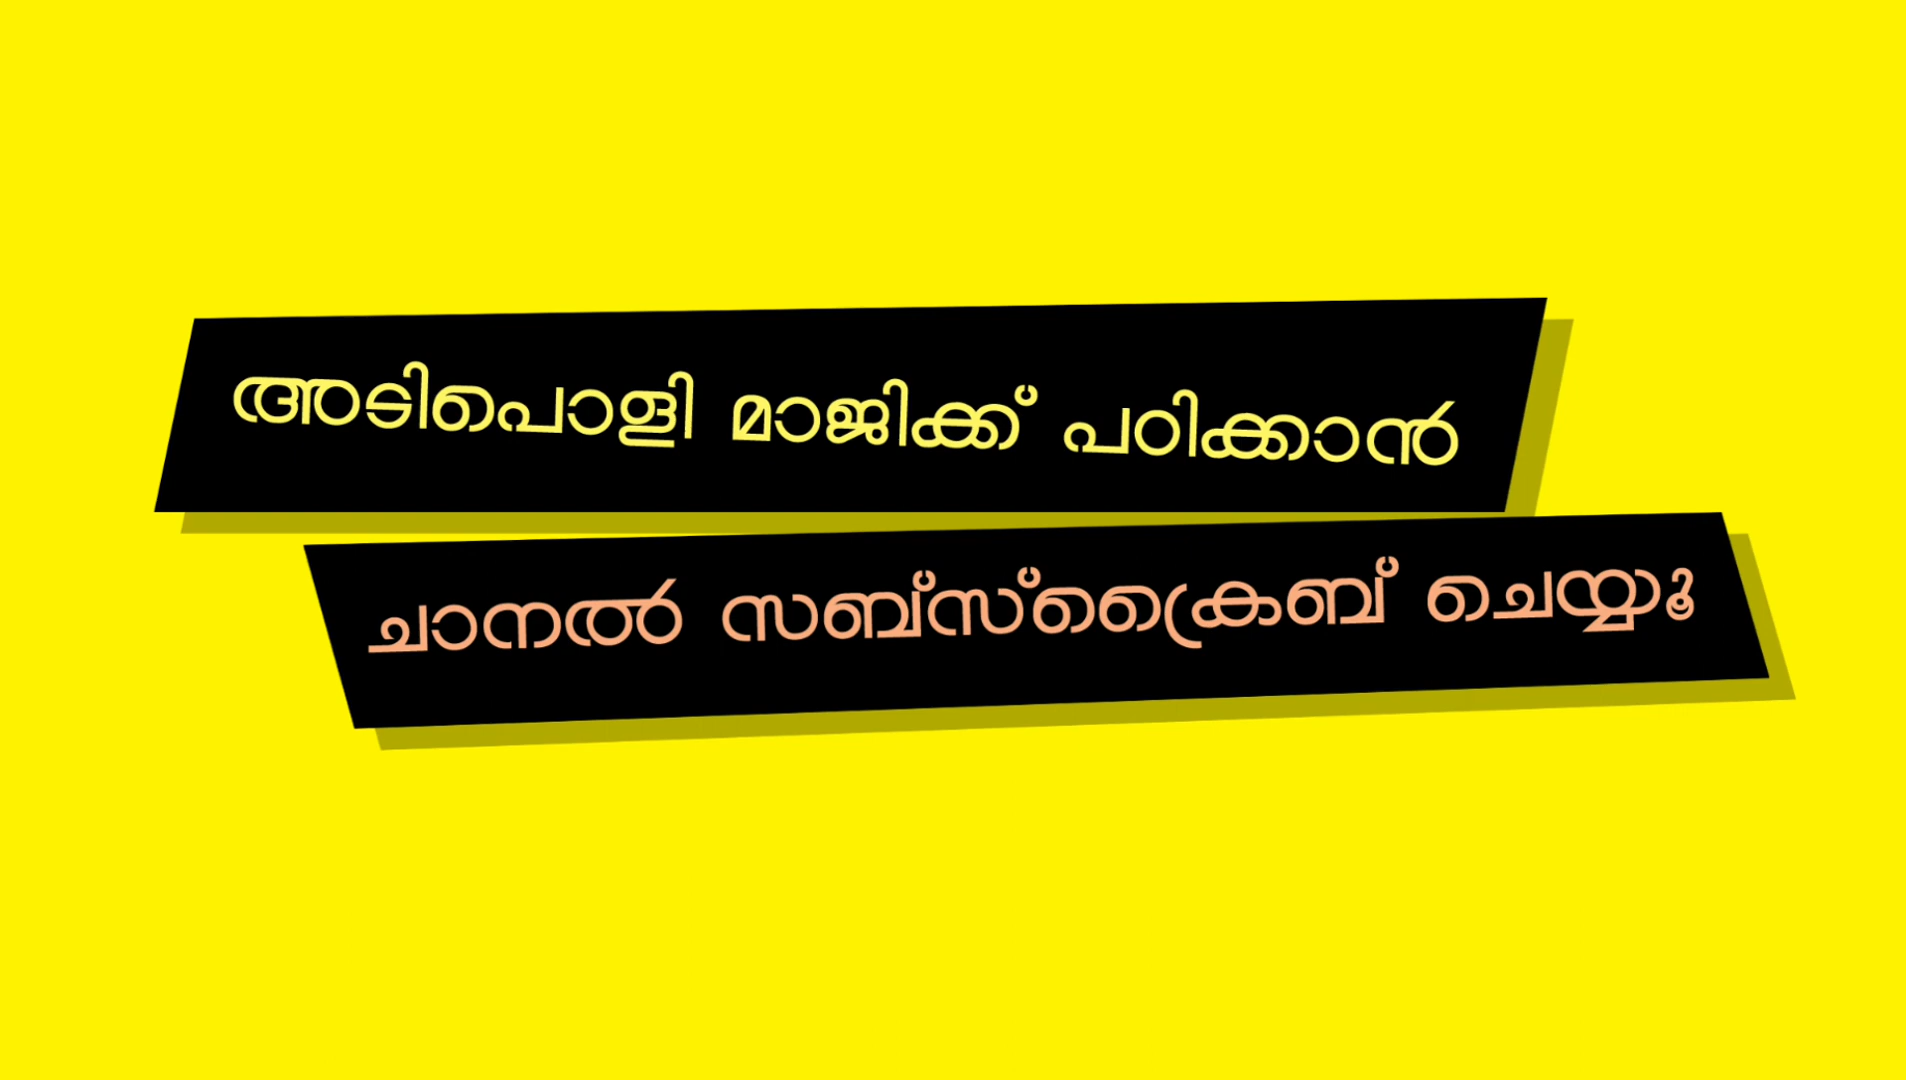 അടിപൊളി മാജിക്ക് പഠിക്കാൻ
ചാനൽ സബ്സ്ക്രൈബ് ചെയ്യൂ